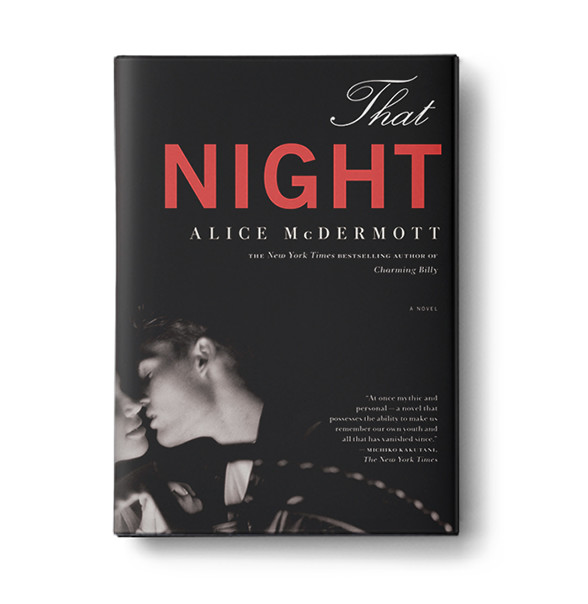 That
NIGHT
ALICE McDERMOTT
THE New York Times BESTSELLING AUTHOR OF
Charming Billy
A NOVEL
"At once mythic and
personal—a novel that
possesses the ability to make us
remember our own youth and
all that has vanished since."
—MICHIKO KAKUTANI,
The New York Times